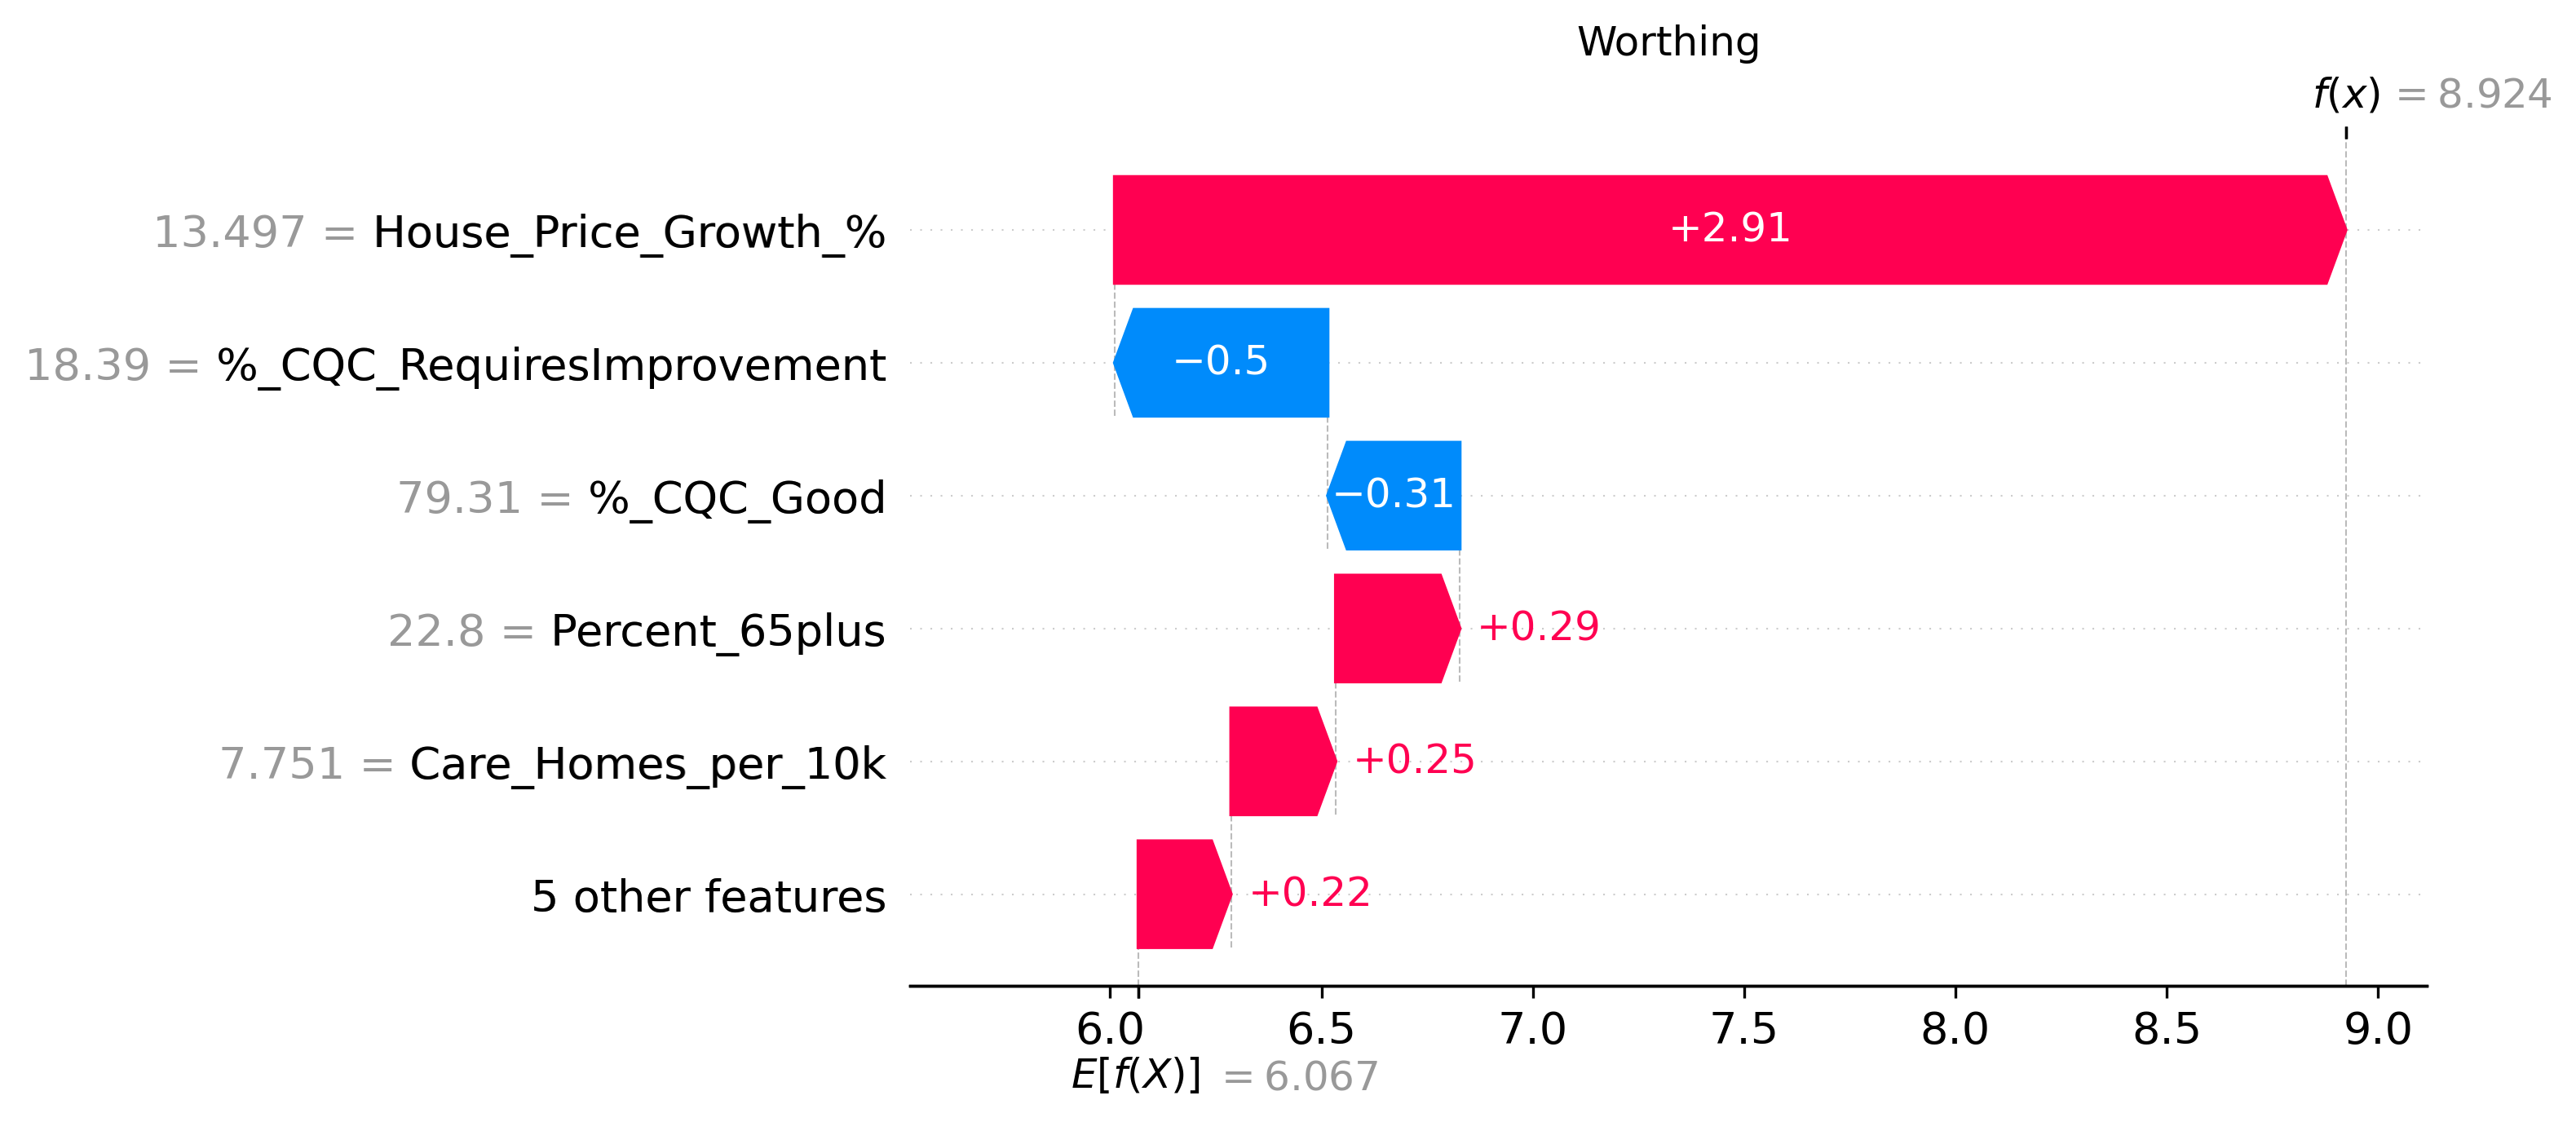 Worthing
f(x) = 8.924
13.497 = House_Price_Growth_%
+2.91
18.39 = %_CQC_RequiresImprovement
−0.5
79.31 = %_CQC_Good
−0.31
22.8 = Percent_65plus
+0.29
7.751 = Care_Homes_per_10k
+0.25
5 other features
+0.22
6.0 6.5 7.0 7.5 8.0 8.5 9.0
E[f(X)] = 6.067